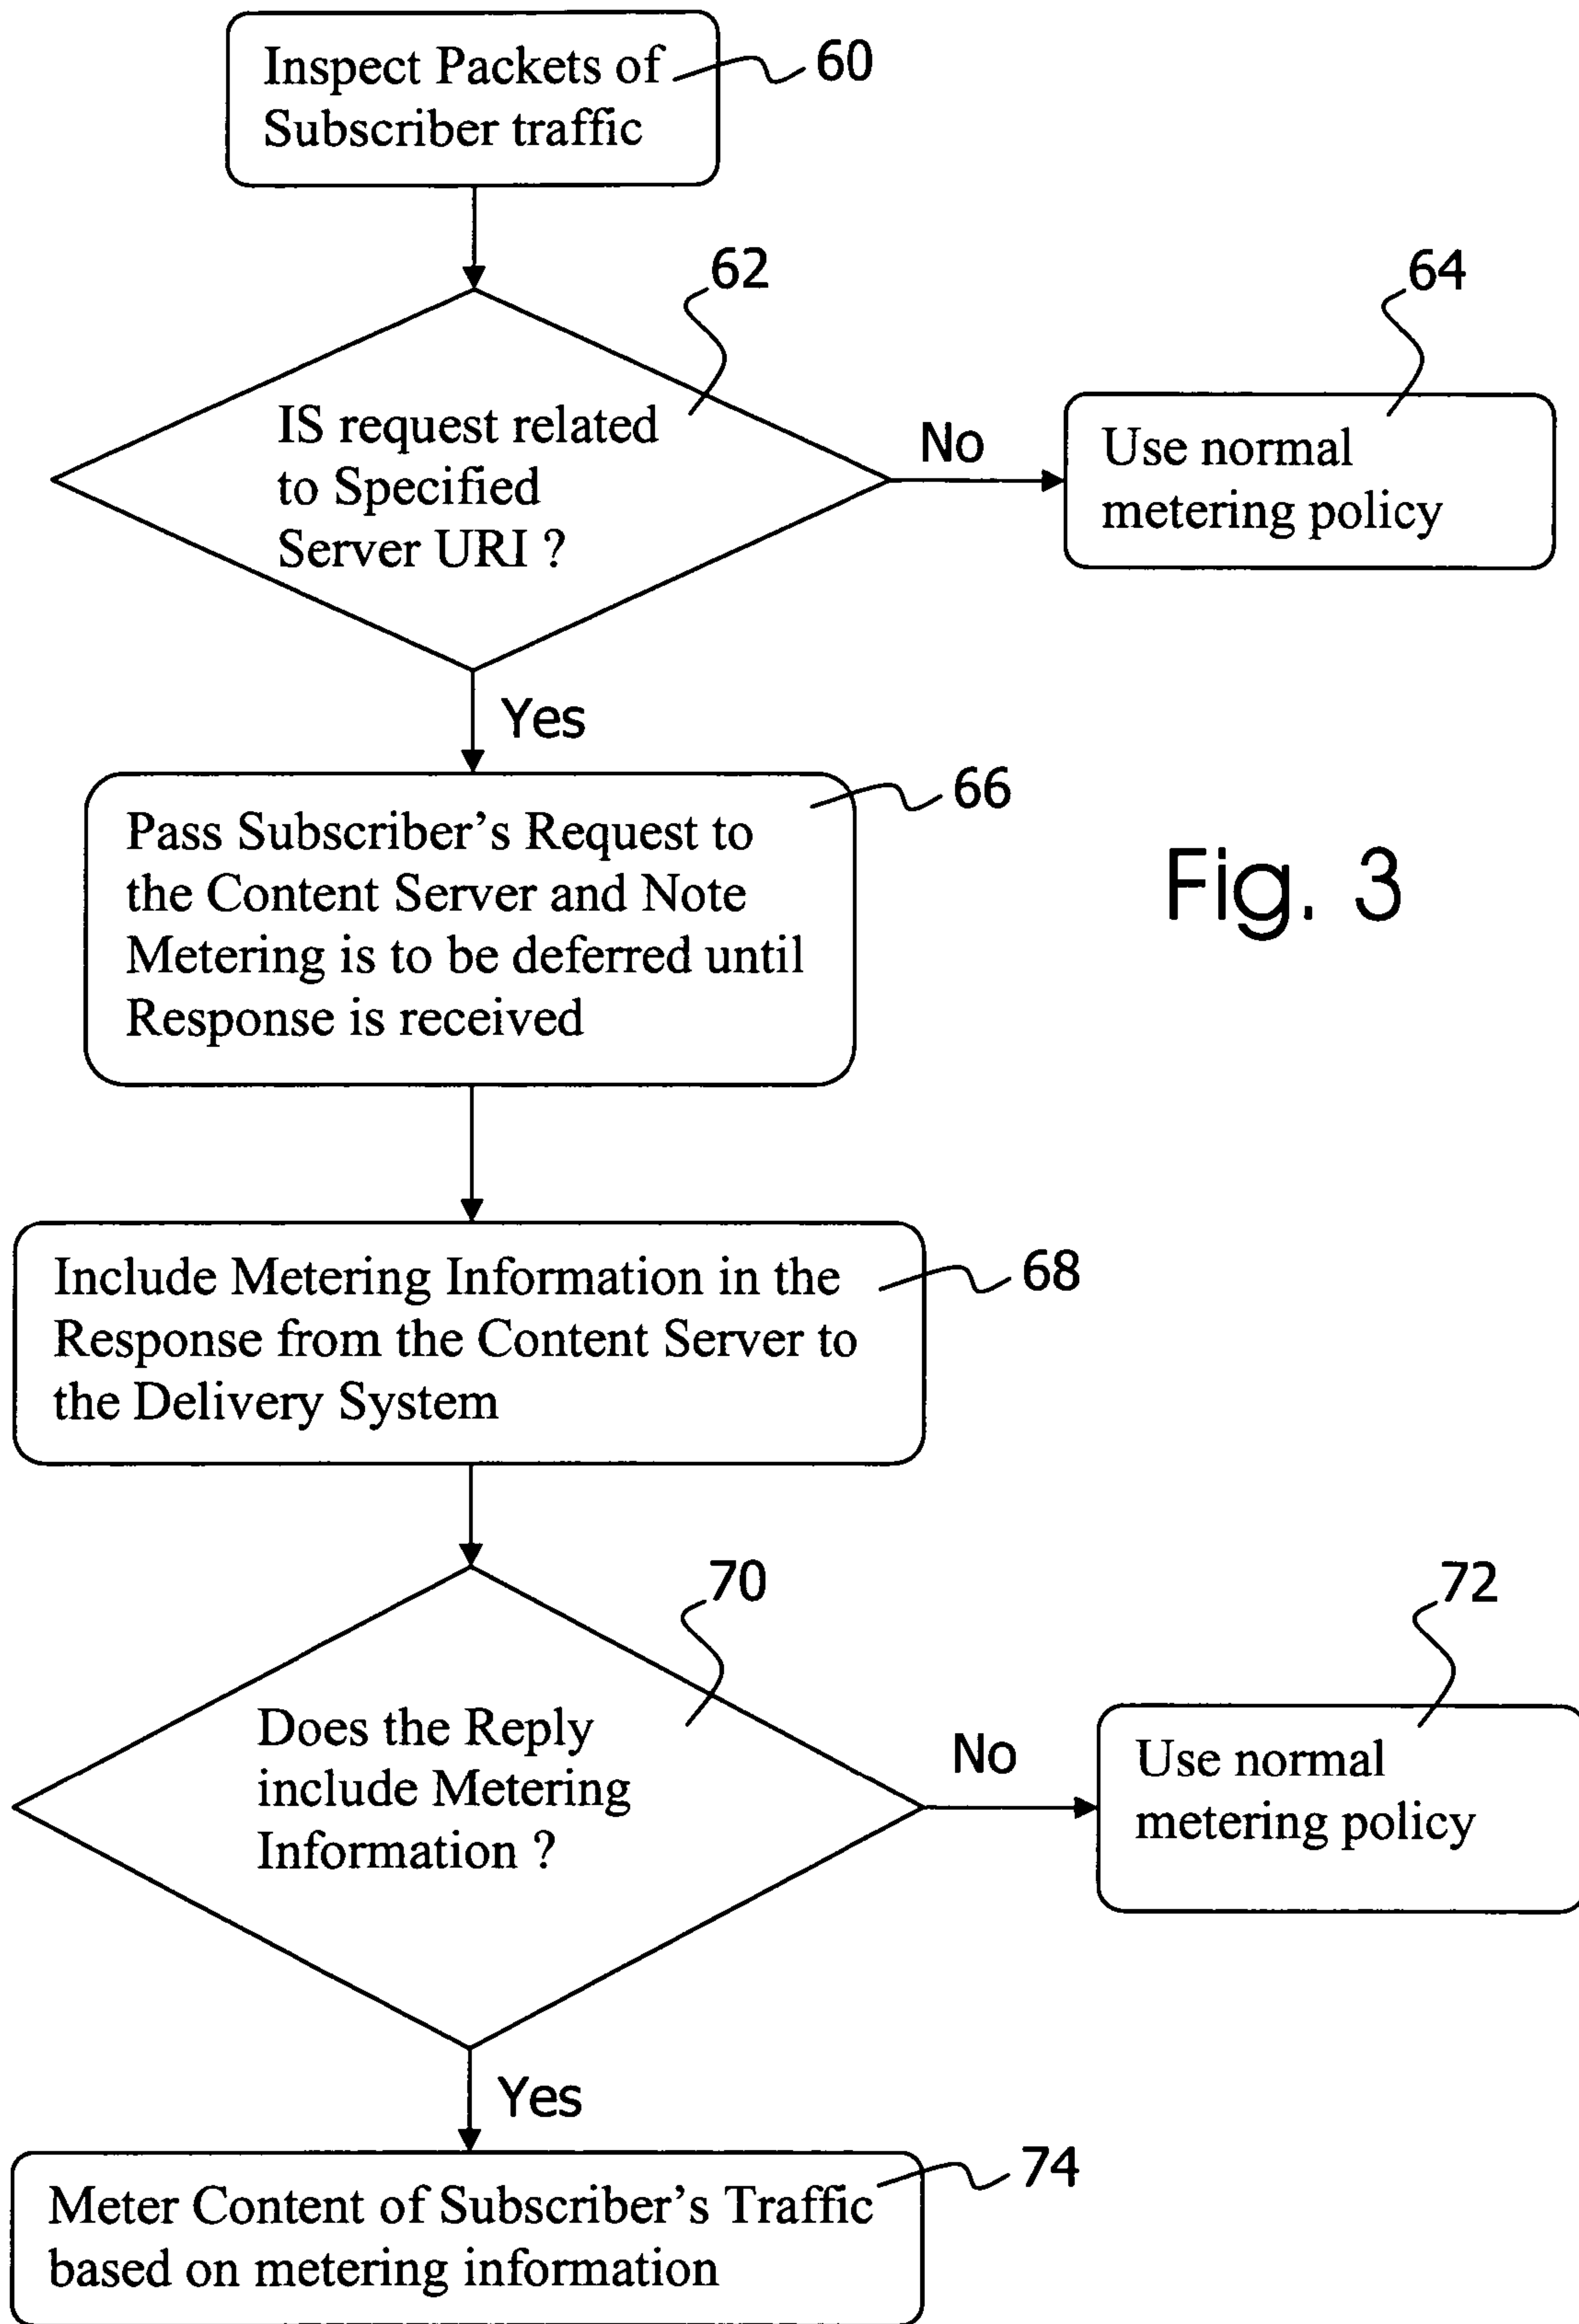 Inspect Packets of
Subscriber traffic
60
62
64
IS request related
to Specified
Server URI ?
No
Use normal
metering policy
Yes
66
Pass Subscriber's Request to
the Content Server and Note
Metering is to be deferred until
Response is received
Fig. 3
68
Include Metering Information in the
Response from the Content Server to
the Delivery System
70
72
Does the Reply
include Metering
Information ?
No
Use normal
metering policy
Yes
74
Meter Content of Subscriber's Traffic
based on metering information